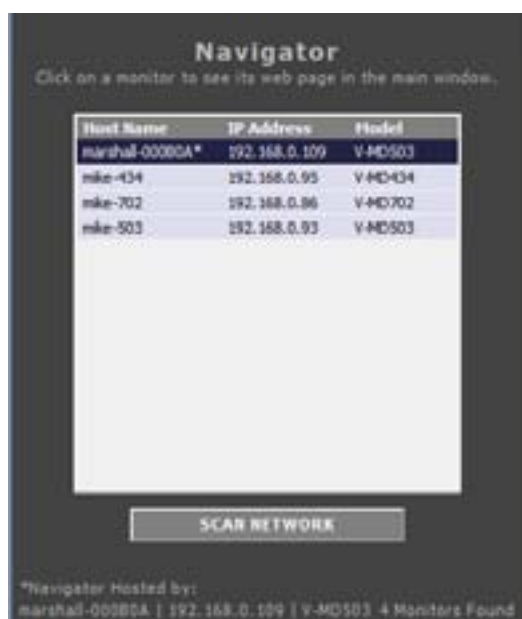 Navigator
Click on a monitor to see its web page in the main window.
Host Name IP Address Model
marshall-000B0A* 192.168.0.109 V-MD503
mike-434 192.168.0.95 V-MD434
mike-702 192.168.0.86 V-MD702
mike-503 192.168.0.93 V-MD503
SCAN NETWORK
*Navigator Hosted by:
marshall-000B0A | 192.168.0.109 | V-MD503 4 Monitors Found